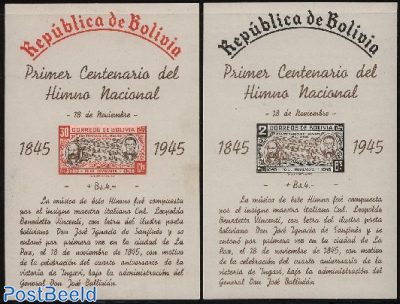 República de Bolivia
Primer Centenario del
Himno Nacional
- 18 de Noviembre -
1845
CORREOS DE BOLIVIA
30
1945
+ Bs.4.-
La música de éste Himno fué compuesta
por el insigne maestro Italiano Cnl. Leopoldo
Benedetto Vincenti, con letra del ilustre poeta
boliviano Don José Ignacio de Sanjinés y se
entonó por primera vez en la ciudad de La
Paz, el 18 de noviembre de 1845, con motivo
de la celebración del cuarto aniversario de la
victoria de Ingavi, bajo la administración del
General Don José Ballivián.
República de Bolivia
Primer Centenario del
Himno Nacional
- 18 de Noviembre -
1845
CORREOS DE BOLIVIA
2
1945
+ Bs.4.-
La música de éste Himno fué compuesta
por el insigne maestro Italiano Cnl. Leopoldo
Benedetto Vincenti, con letra del ilustre poeta
boliviano Don José Ignacio de Sanjinés y se
entonó por primera vez en la ciudad de La
Paz, el 18 de noviembre de 1845, con motivo
de la celebración del cuarto aniversario de la
victoria de Ingavi, bajo la administración del
General Don José Ballivián.
PostBeeld
PostBeeld